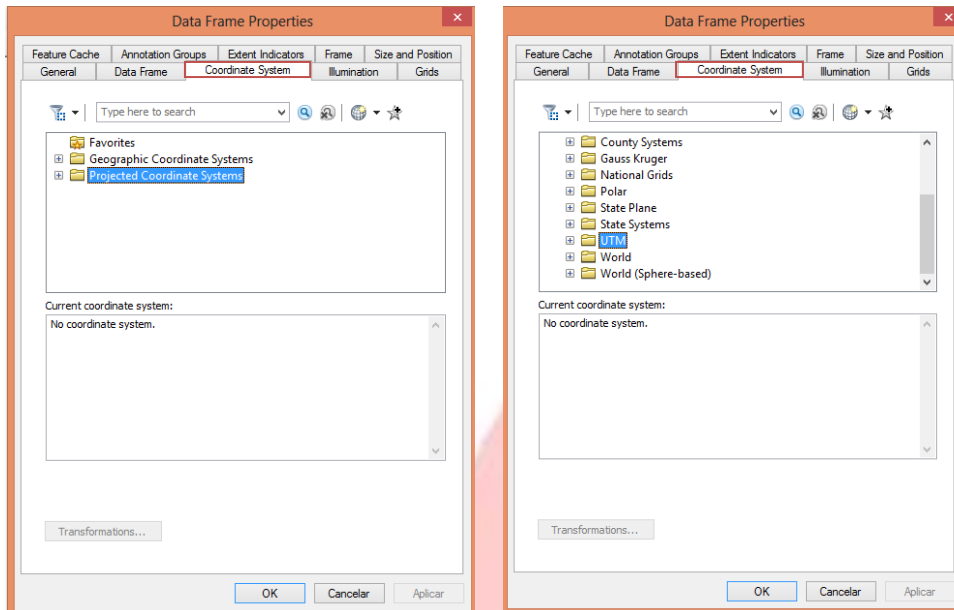 Data Frame Properties
Feature Cache Annotation Groups Extent Indicators Frame Size and Position
General Data Frame Coordinate System Illumination Grids
Type here to search
Favorites
Geographic Coordinate Systems
Projected Coordinate Systems
Current coordinate system:
No coordinate system.
Transformations...
OK Cancelar Aplicar
Data Frame Properties
Feature Cache Annotation Groups Extent Indicators Frame Size and Position
General Data Frame Coordinate System Illumination Grids
Type here to search
County Systems
Gauss Kruger
National Grids
Polar
State Plane
State Systems
UTM
World
World (Sphere-based)
Current coordinate system:
No coordinate system.
Transformations...
OK Cancelar Aplicar